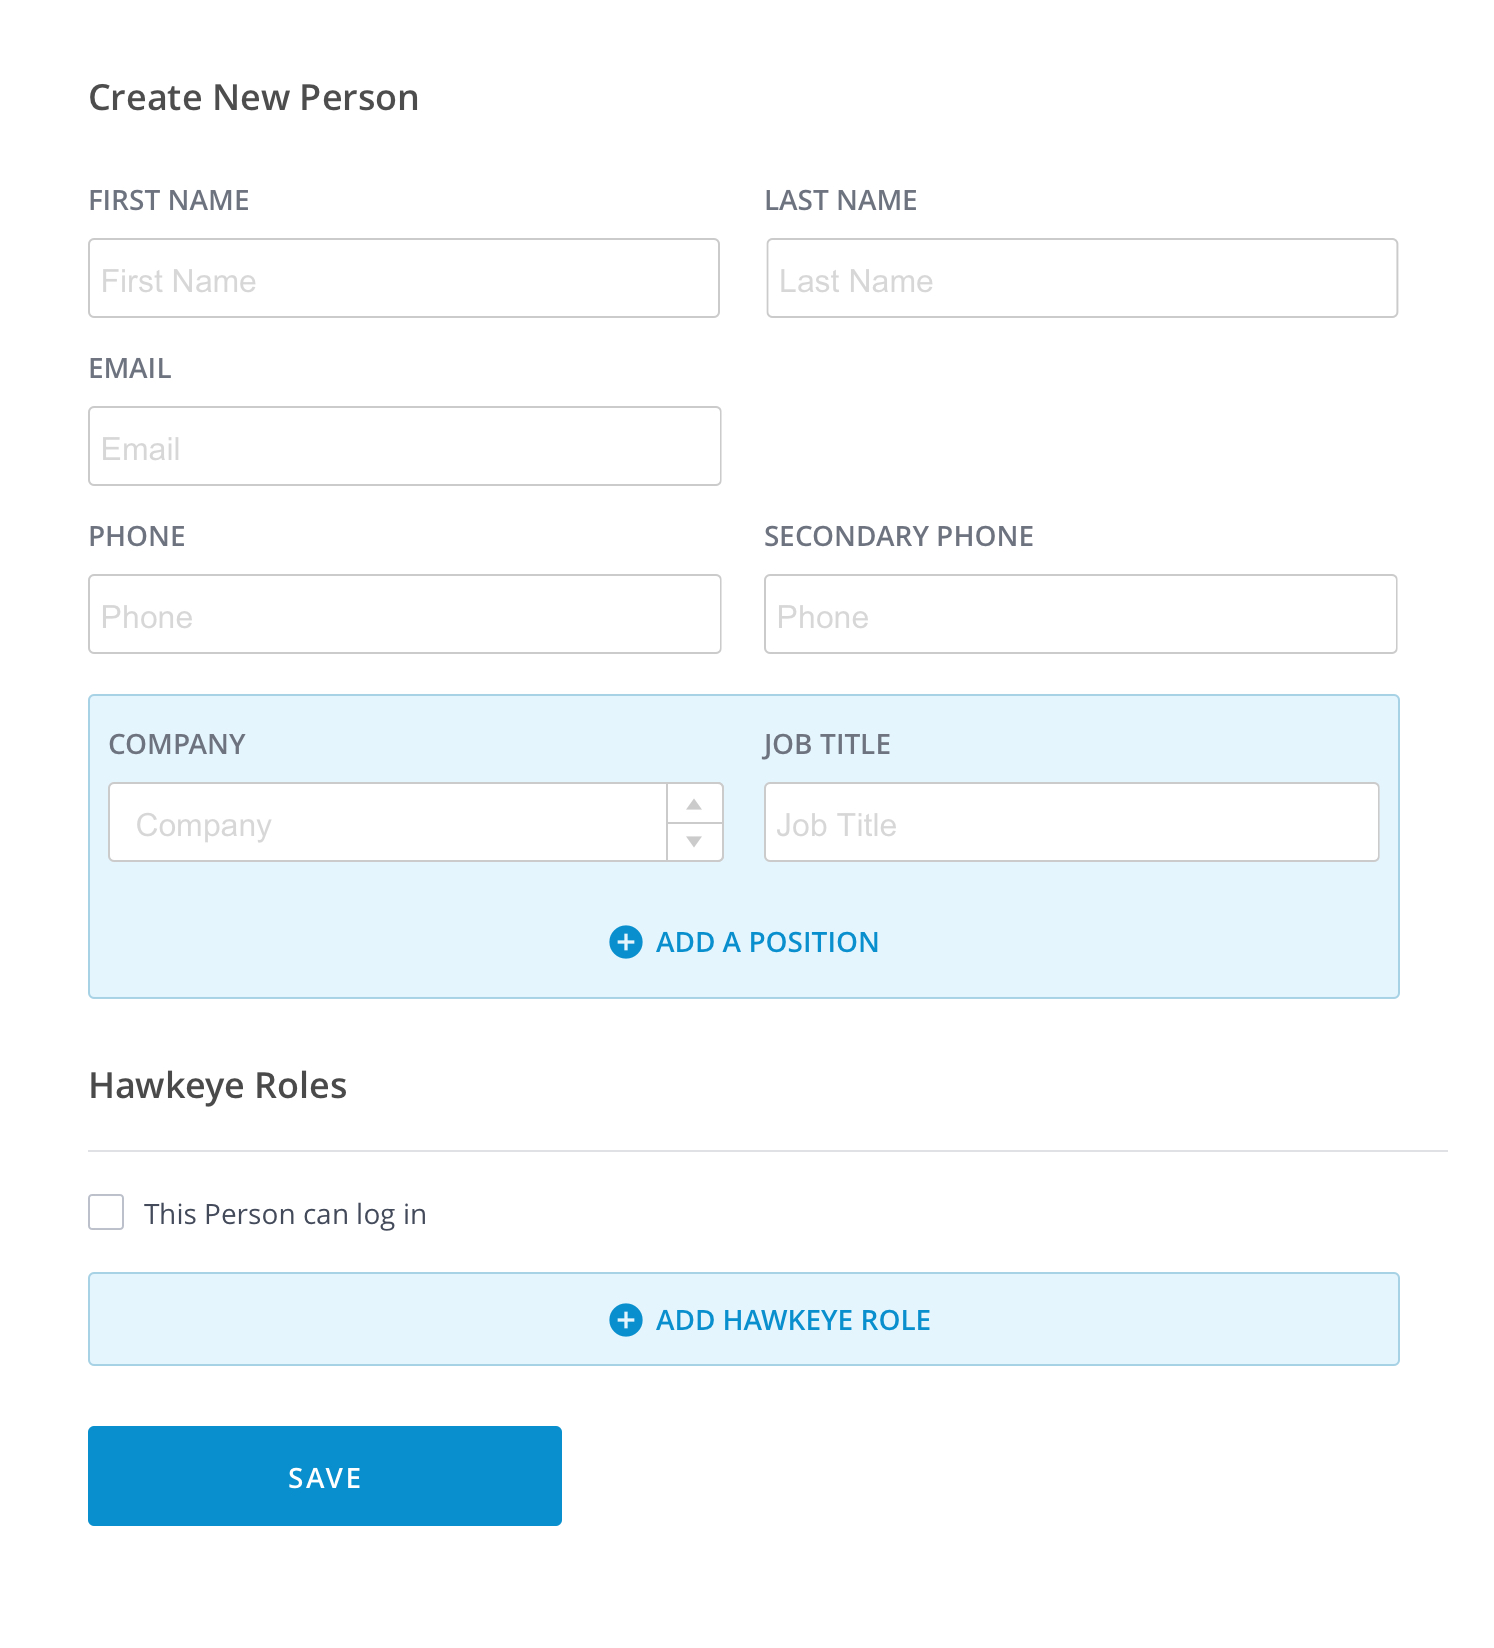 Create New Person
FIRST NAME
LAST NAME
First Name
Last Name
EMAIL
Email
PHONE
SECONDARY PHONE
Phone
Phone
COMPANY
JOB TITLE
Company
Job Title
ADD A POSITION
Hawkeye Roles
This Person can log in
ADD HAWKEYE ROLE
SAVE